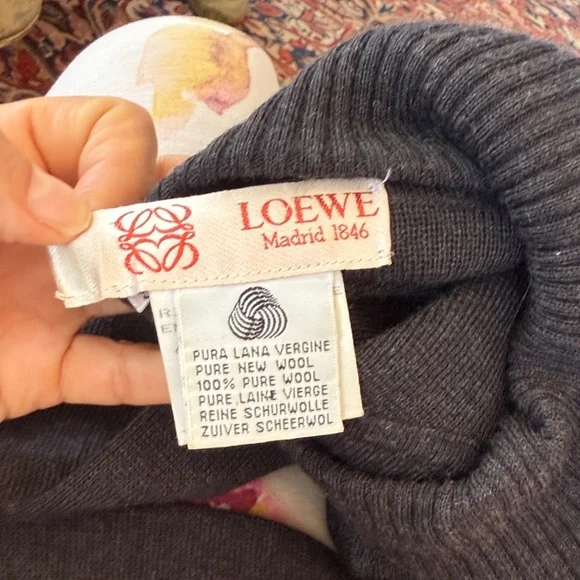 LOEWE
Madrid 1846
PURA LANA VERGINE
PURE NEW WOOL
100% PURE WOOL
PURE LAINE VIERGE
REINE SCHURWOLLE
ZUIVER SCHEERWOL